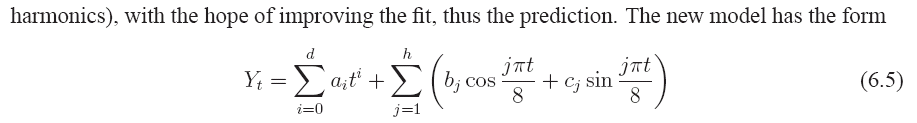 harmonics), with the hope of improving the fit, thus the prediction. The new model has the form
Y_t = \sum_{i=0}^{d} a_i t^i + \sum_{j=1}^{h} \left( b_j \cos \frac{j\pi t}{8} + c_j \sin \frac{j\pi t}{8} \right) (6.5)